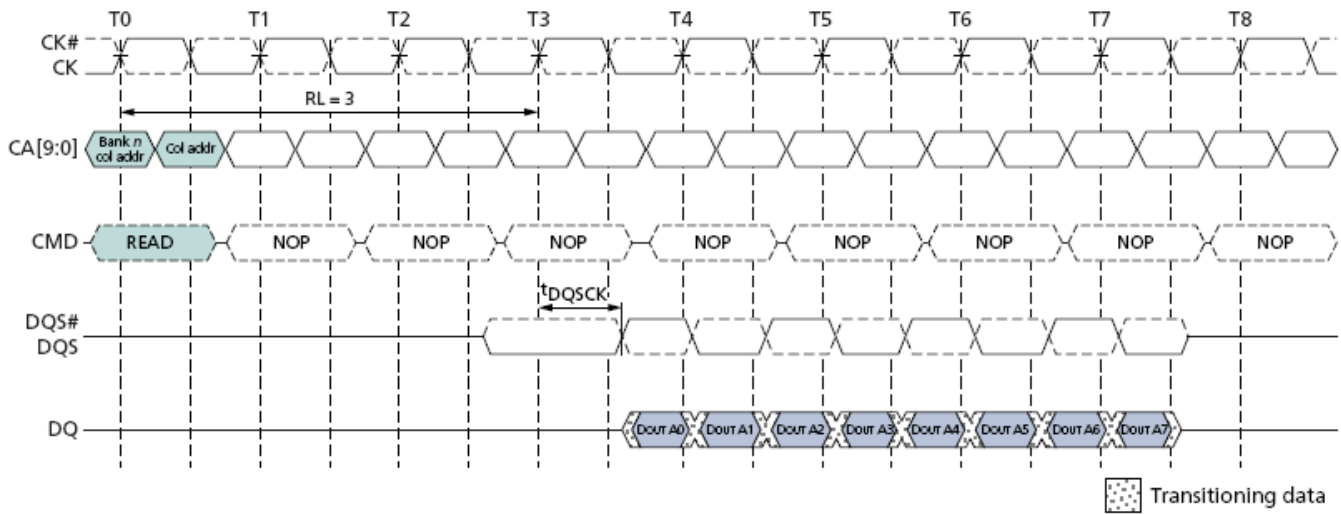 T0 T1 T2 T3 T4 T5 T6 T7 T8
CK#
CK
RL = 3
CA[9:0] Bank n col addr Col addr
CMD READ NOP NOP NOP NOP NOP NOP NOP NOP
tDQSCK
DQS#
DQS
DQ DOUT A0 DOUT A1 DOUT A2 DOUT A3 DOUT A4 DOUT A5 DOUT A6 DOUT A7
Transitioning data